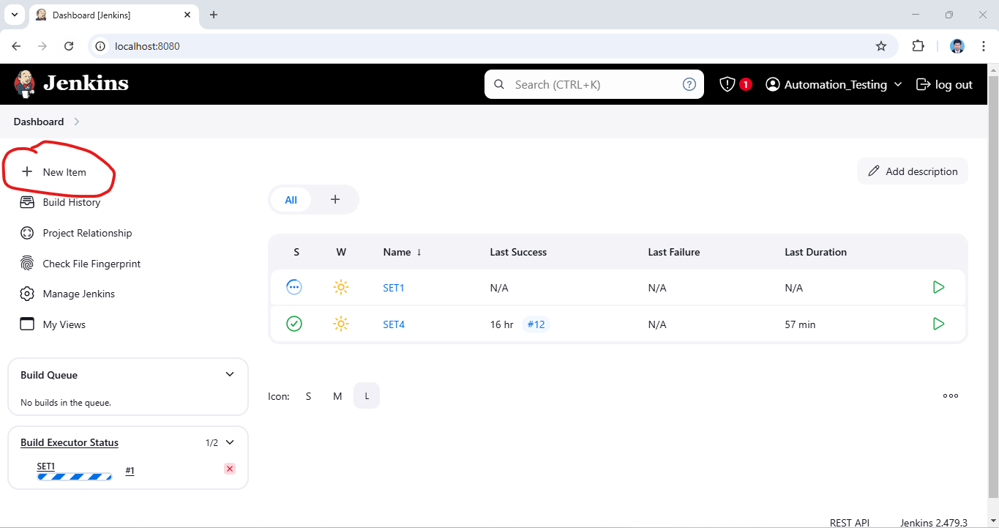 Dashboard [Jenkins]
localhost:8080
Jenkins
Search (CTRL+K)
1
Automation_Testing
log out
Dashboard
New Item
Add description
Build History
All
Project Relationship
Check File Fingerprint
Manage Jenkins
My Views
S W Name ↓ Last Success Last Failure Last Duration
SET1 N/A N/A N/A
SET4 16 hr #12 N/A 57 min
Build Queue
No builds in the queue.
Icon: S M L
Build Executor Status 1/2
SET1 #1
REST API Jenkins 2.479.3